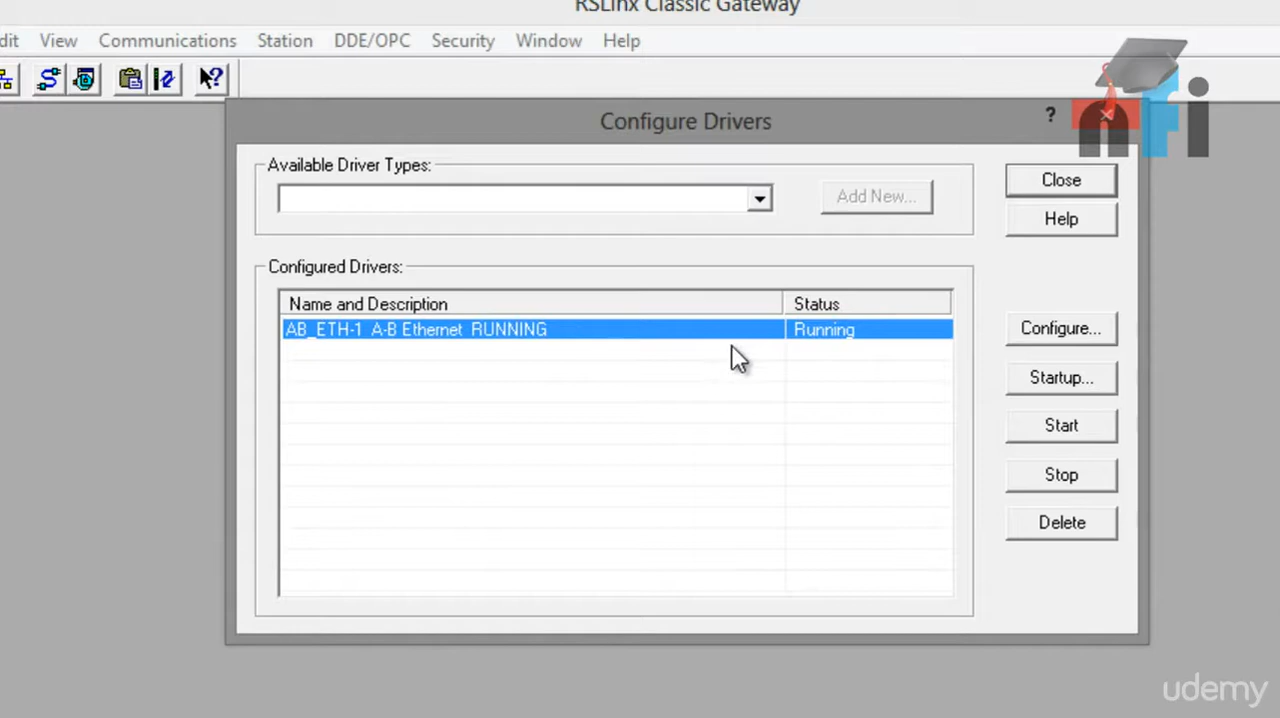 RSLinx Classic Gateway
dit View Communications Station DDE/OPC Security Window Help
Configure Drivers
?
Available Driver Types:
Add New...
Close
Help
Configured Drivers:
Name and Description Status
AB_ETH-1 A-B Ethernet RUNNING Running
Configure...
Startup...
Start
Stop
Delete
nfi
udemy